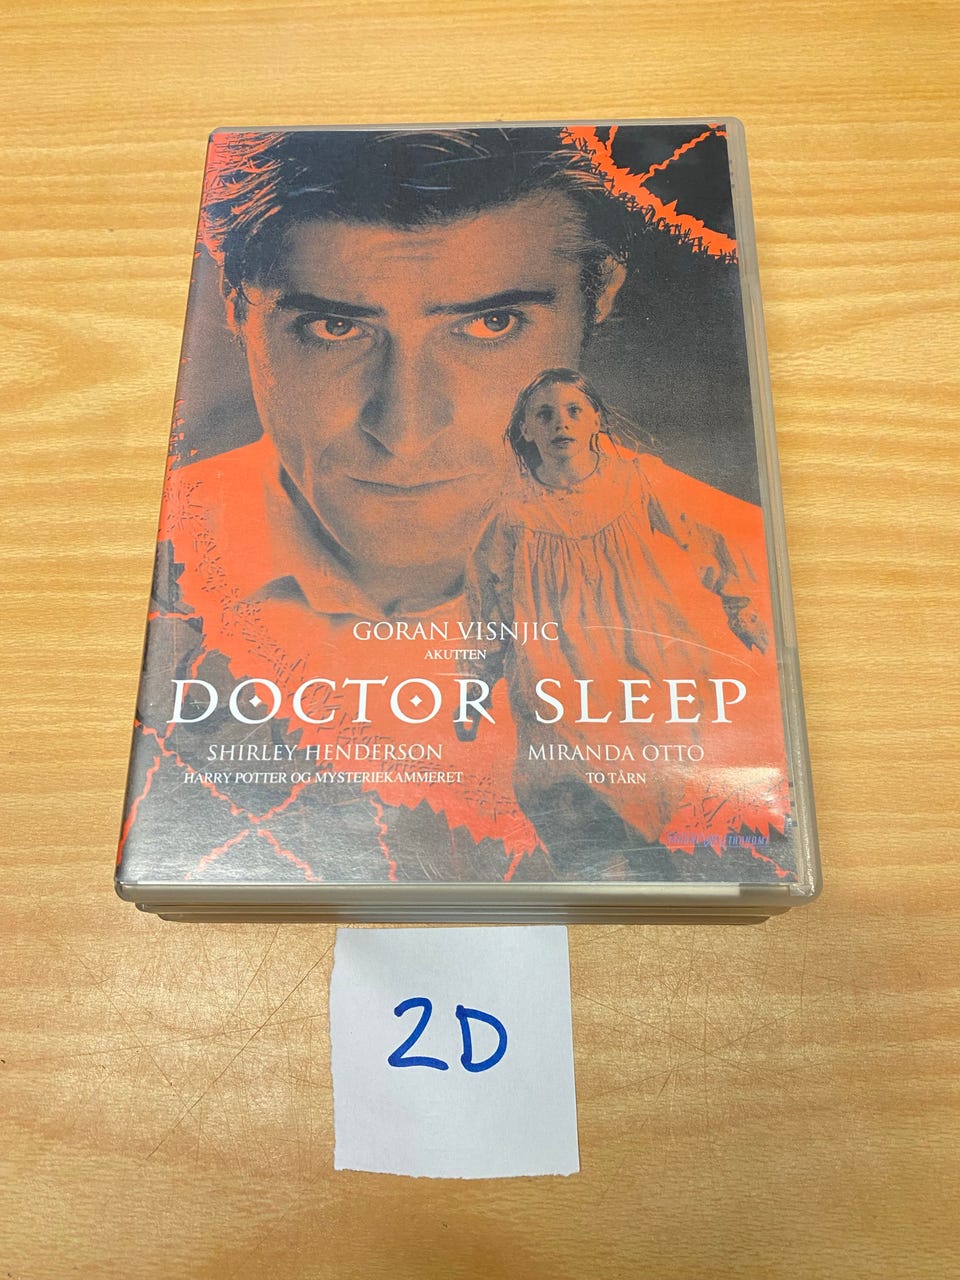 GORAN VISNJIC
AKUTTEN
DOCTOR SLEEP
SHIRLEY HENDERSON MIRANDA OTTO
HARRY POTTER OG MYSTERIEKAMMERET TO TÅRN
2D